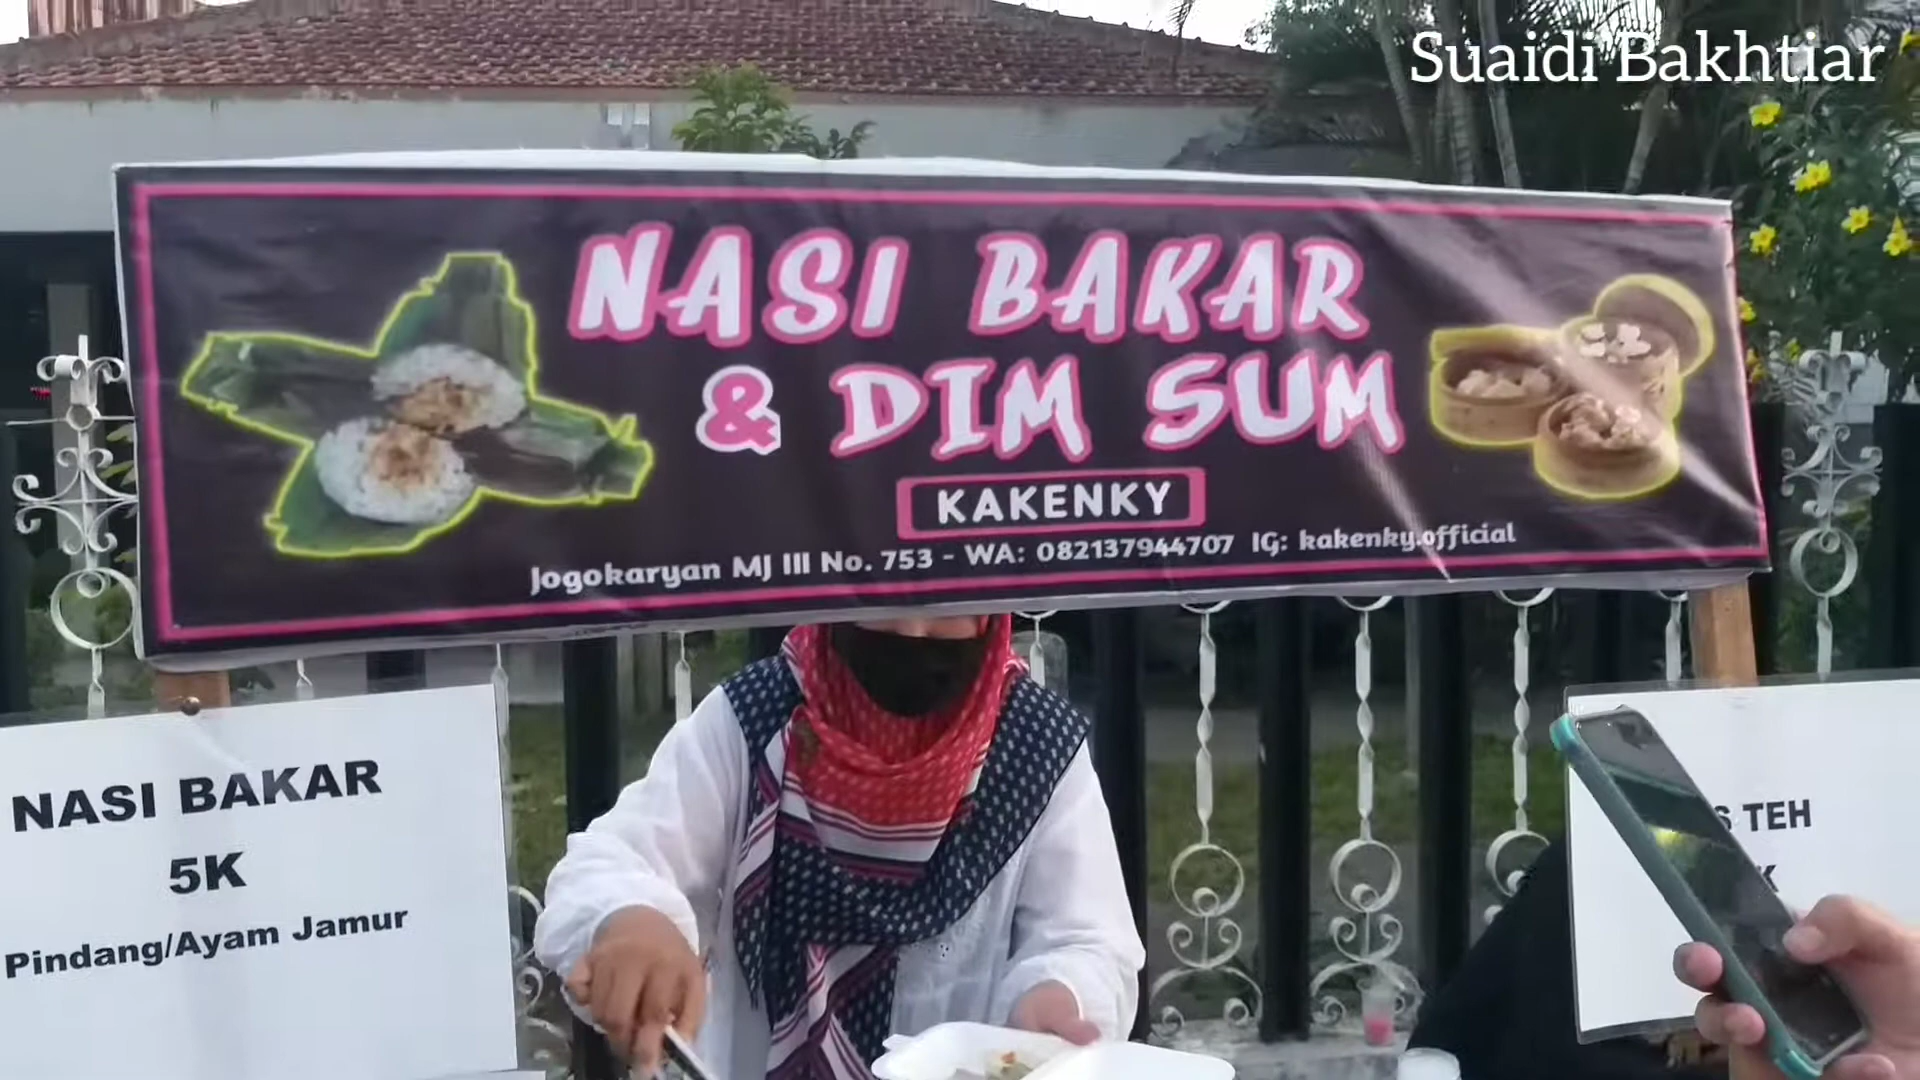 Suaidi Bakhtiar
NASI BAKAR
& DIM SUM
KAKENKY
Jogokaryan MJ III No. 753 - WA: 082137944707 IG: kakenky.official
NASI BAKAR
5K
Pindang/Ayam Jamur
TEH